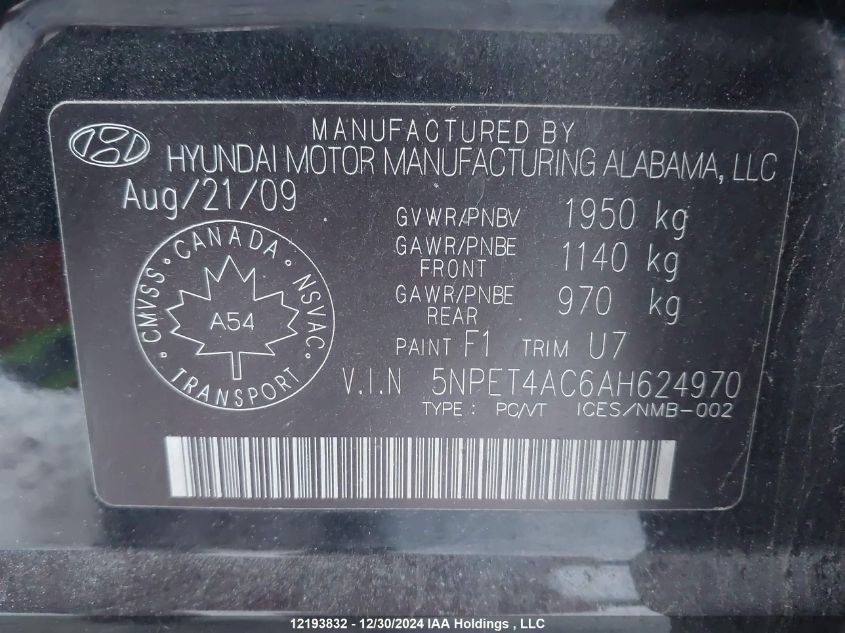 MANUFACTURED BY
HYUNDAI MOTOR MANUFACTURING ALABAMA, LLC
Aug/21/09
GVWR/PNBV 1950 kg
GAWR/PNBE FRONT 1140 kg
GAWR/PNBE REAR 970 kg
PAINT F1 TRIM U7
CANADA
CMVSS NSVAC
A54
TRANSPORT
V.I.N 5NPET4AC6AH624970
TYPE : PC/VT ICES/NMB-002
12193832 - 12/30/2024 IAA Holdings , LLC